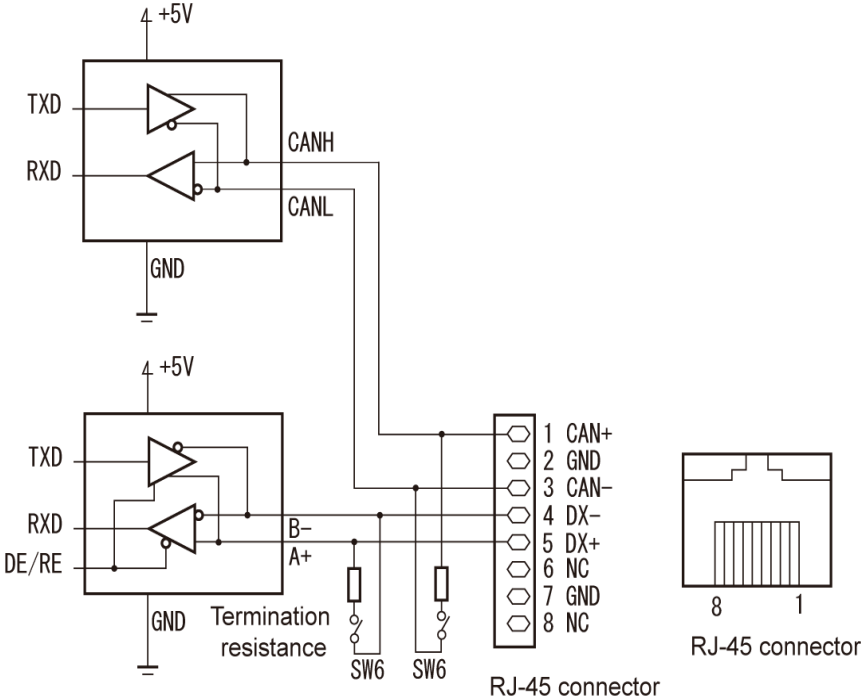 +5V
TXD
CANH
RXD
CANL
GND
+5V
TXD
RXD
B-
A+
DE/RE
GND
Termination
resistance
SW6
SW6
1 CAN+
2 GND
3 CAN-
4 DX-
5 DX+
6 NC
7 GND
8 NC
RJ-45 connector
8
1
RJ-45 connector